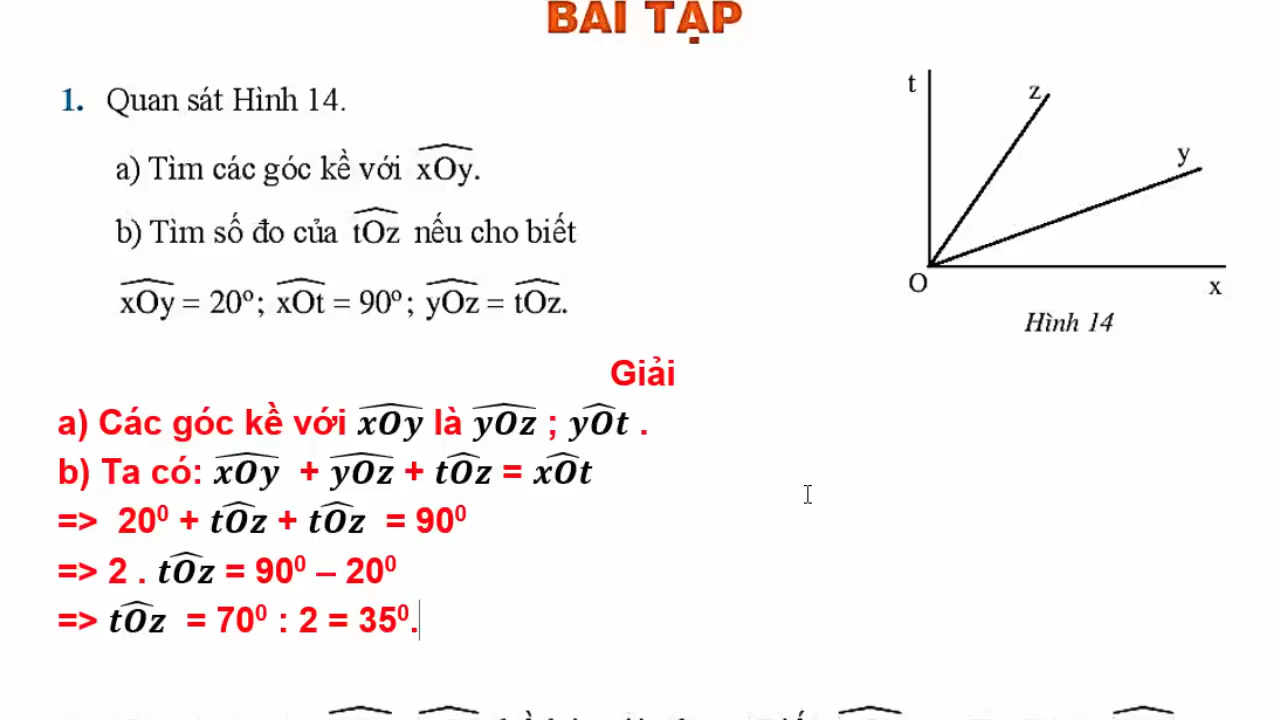 BÀI TẬP
1. Quan sát Hình 14.
a) Tìm các góc kề với xOy.
b) Tìm số đo của tOz nếu cho biết
xOy = 20º; xOt = 90º; yOz = tOz.
t
z
y
O
x
Hình 14
Giải
a) Các góc kề với xOy là yOz ; yOt .
b) Ta có: xOy + yOz + tOz = xOt
=> 20⁰ + tOz + tOz = 90⁰
=> 2 . tOz = 90⁰ – 20⁰
=> tOz = 70⁰ : 2 = 35⁰.